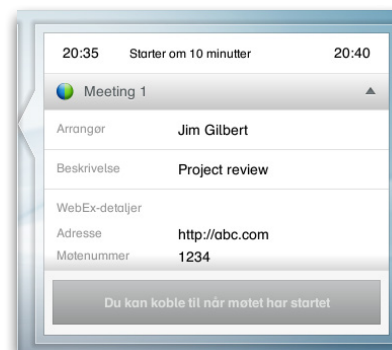 20:35 Starter om 10 minutter 20:40
Meeting 1
Arrangør Jim Gilbert
Beskrivelse Project review
WebEx-detaljer
Adresse http://abc.com
Møtenummer 1234
Du kan koble til når møtet har startet